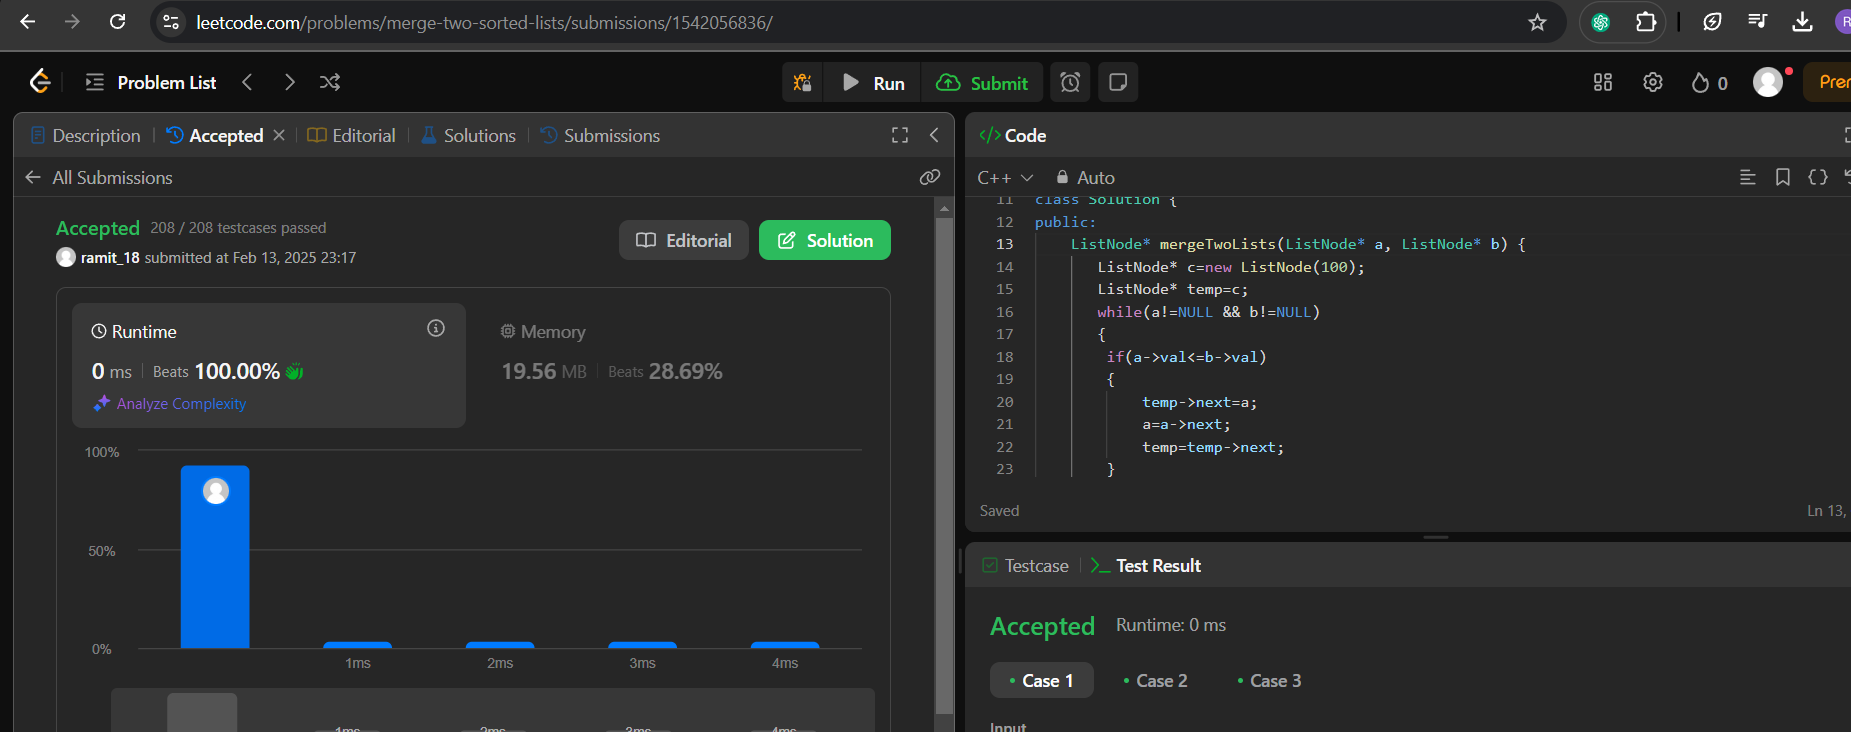 leetcode.com/problems/merge-two-sorted-lists/submissions/1542056836/
R
Problem List
Run
Submit
0
Prem
Description
Accepted
Editorial
Solutions
Submissions
All Submissions
Accepted 208 / 208 testcases passed
ramit_18 submitted at Feb 13, 2025 23:17
Editorial
Solution
Runtime
0 ms Beats 100.00%
Analyze Complexity
Memory
19.56 MB Beats 28.69%
100%
50%
0%
1ms 2ms 3ms 4ms
1ms 2ms 3ms 4ms
</> Code
C++ Auto
11 class Solution {
12 public:
13 ListNode* mergeTwoLists(ListNode* a, ListNode* b) {
14 ListNode* c=new ListNode(100);
15 ListNode* temp=c;
16 while(a!=NULL && b!=NULL)
17 {
18 if(a->val<=b->val)
19 {
20 temp->next=a;
21 a=a->next;
22 temp=temp->next;
23 }
Saved
Ln 13,
Testcase
Test Result
Accepted Runtime: 0 ms
Case 1
Case 2
Case 3
Input